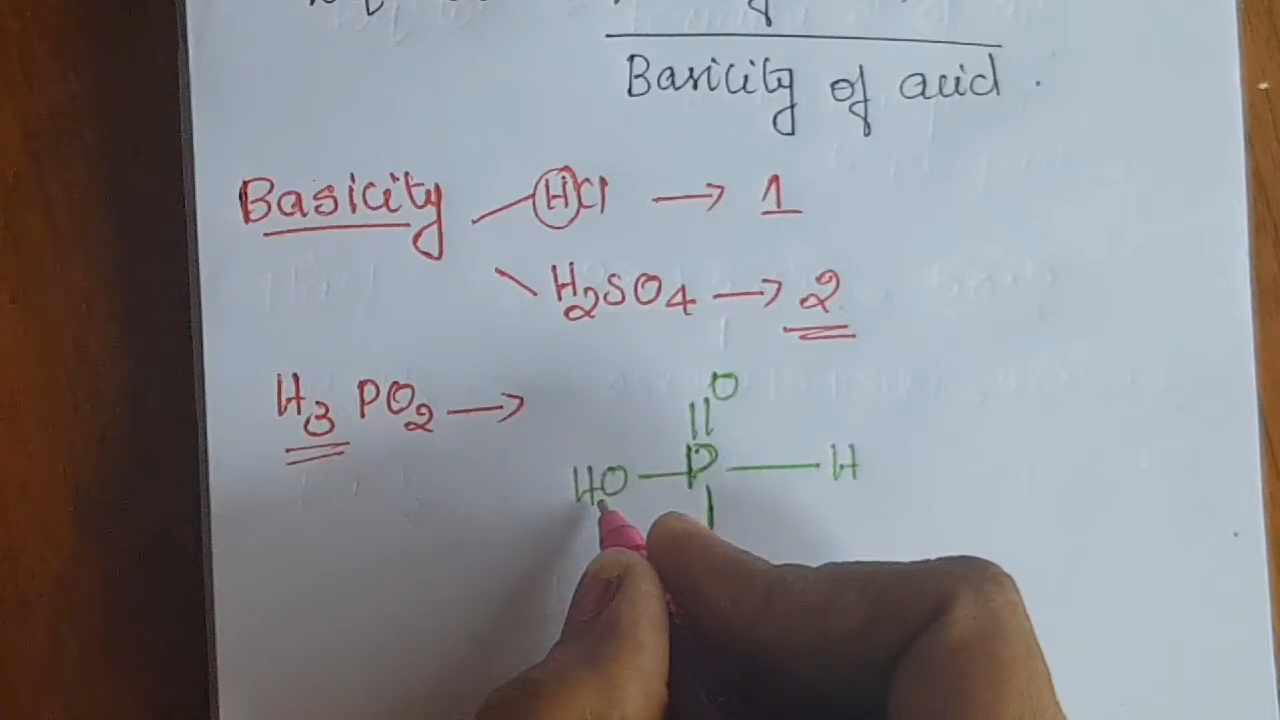 Basicity of acid.
Basicity HCl → 1
H2SO4 → 2
H3PO2 →
O
HO - P - H